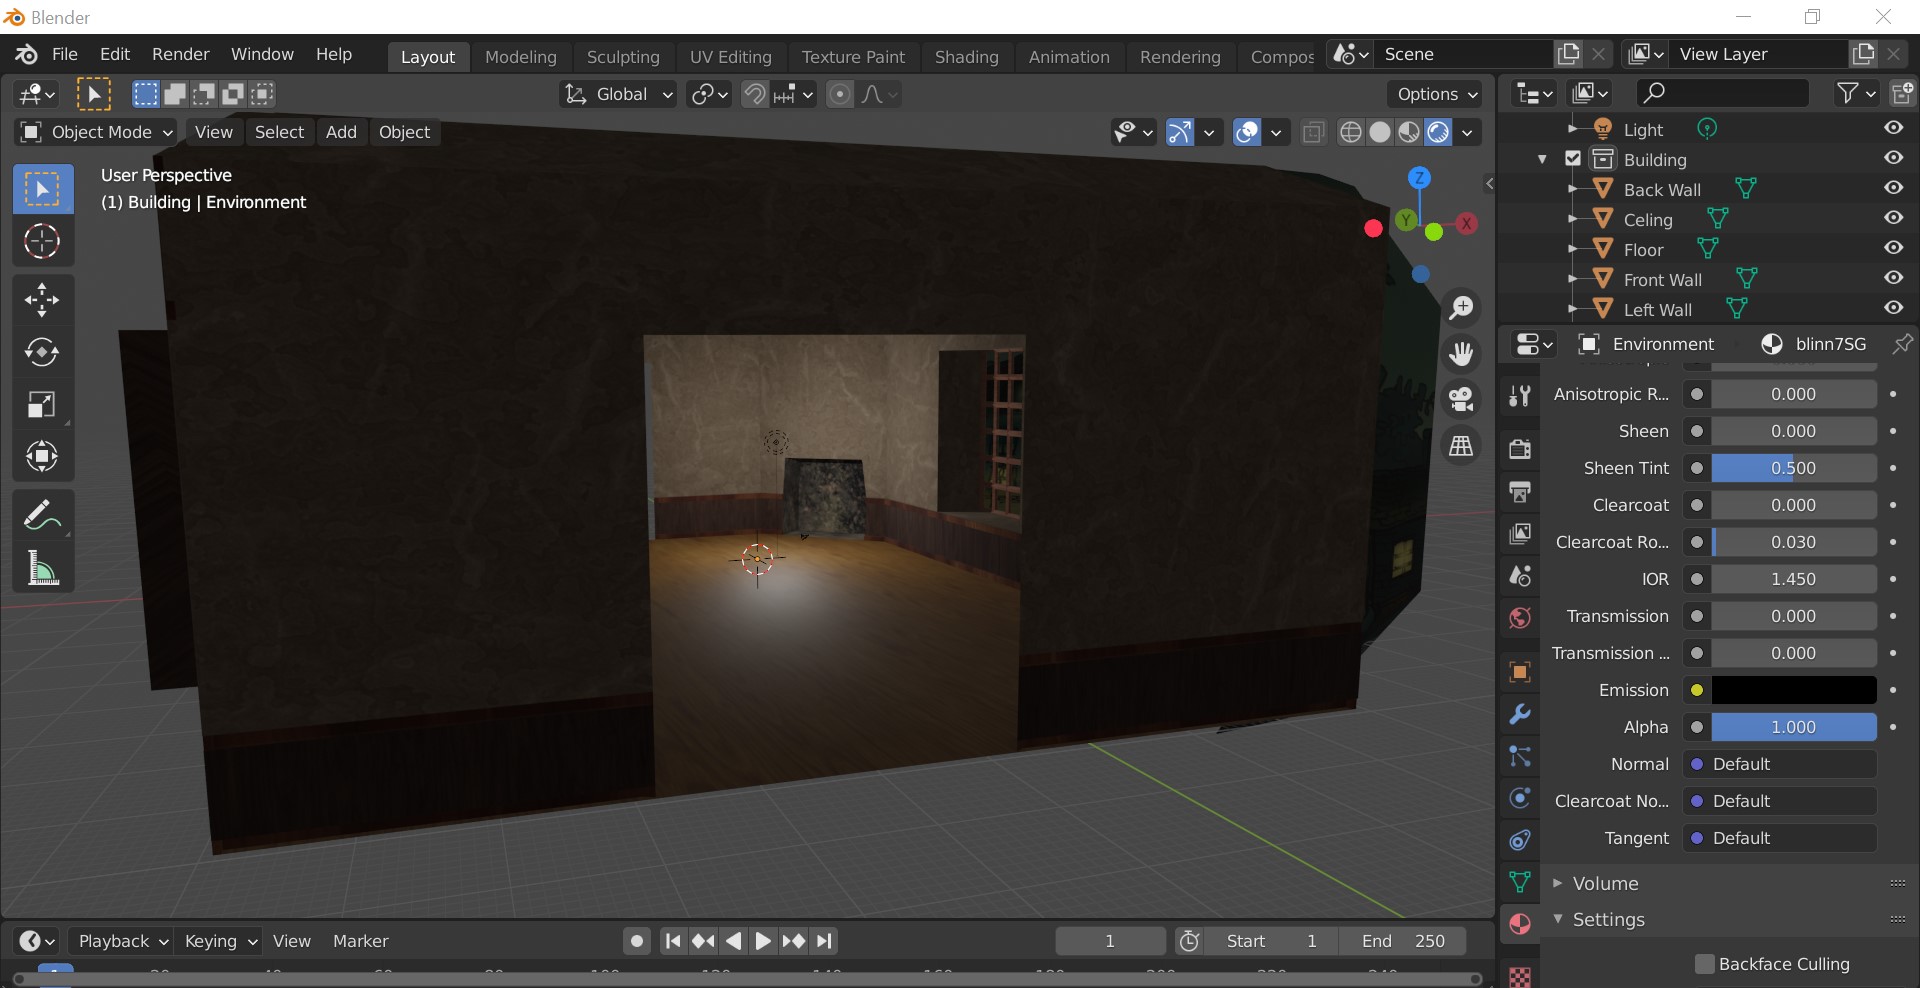 Blender
File Edit Render Window Help Layout Modeling Sculpting UV Editing Texture Paint Shading Animation Rendering Compos Scene View Layer
Global Options
Object Mode View Select Add Object
User Perspective
(1) Building | Environment
Z
Y X
Light
Building
Back Wall
Celing
Floor
Front Wall
Left Wall
Environment blinn7SG
Anisotropic R... 0.000
Sheen 0.000
Sheen Tint 0.500
Clearcoat 0.000
Clearcoat Ro... 0.030
IOR 1.450
Transmission 0.000
Transmission ... 0.000
Emission
Alpha 1.000
Normal Default
Clearcoat No... Default
Tangent Default
Volume
Settings
Backface Culling
Playback Keying View Marker 1 Start 1 End 250